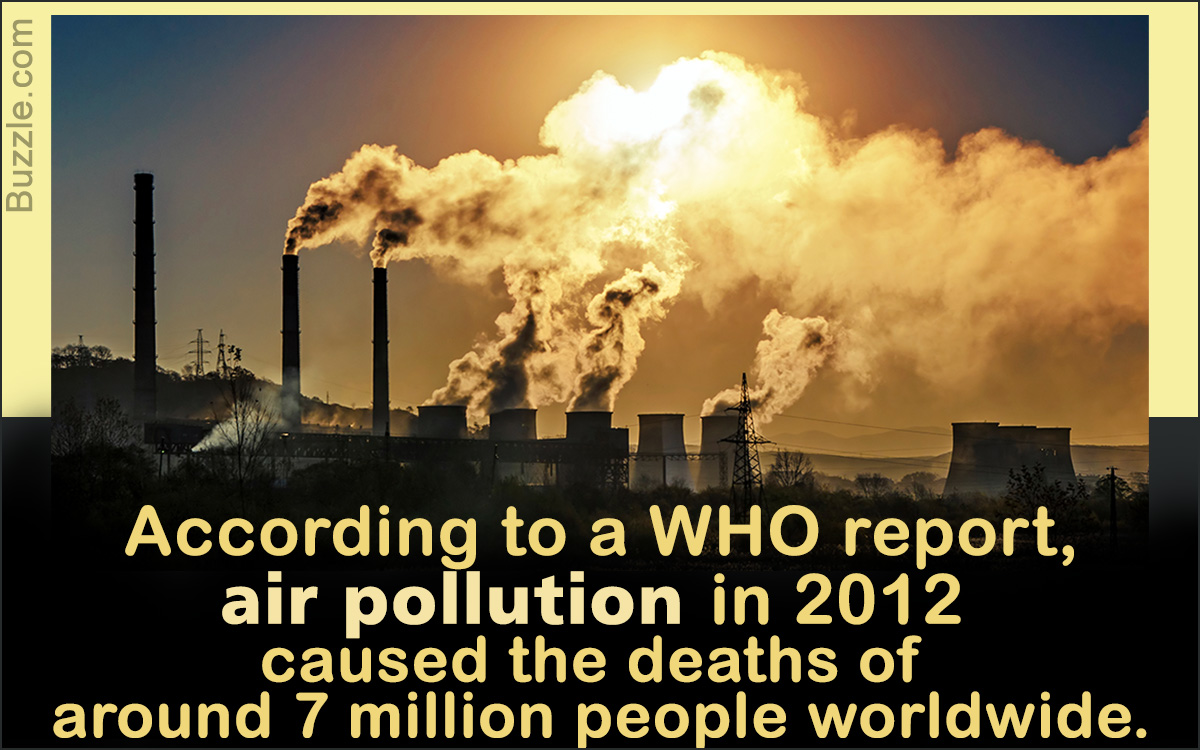 Buzzle.com
According to a WHO report,
air pollution in 2012
caused the deaths of
around 7 million people worldwide.